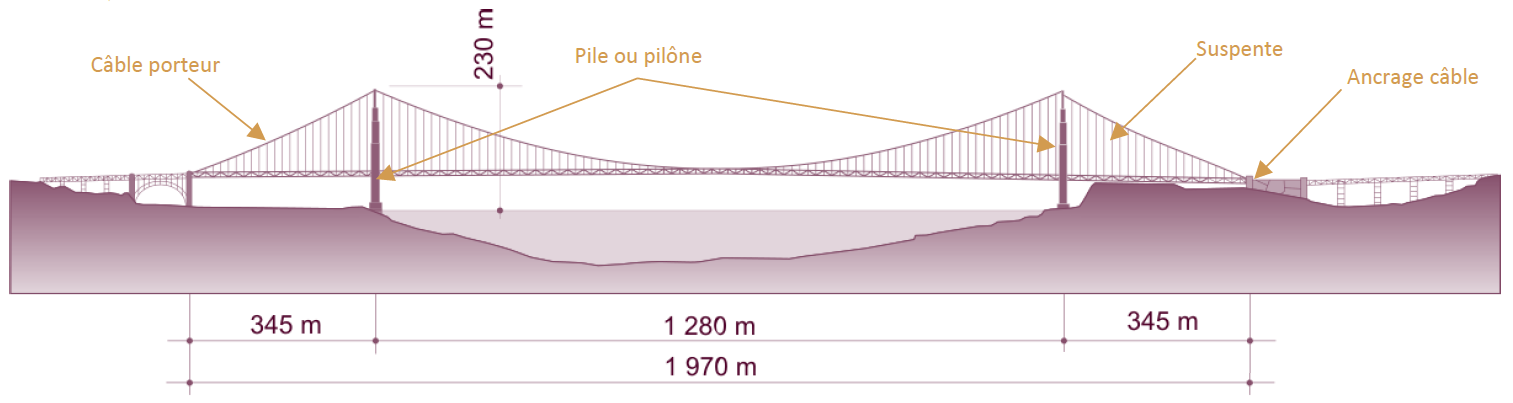 230 m
Câble porteur
Pile ou pilône
Suspente
Ancrage câble
345 m
1 280 m
345 m
1 970 m